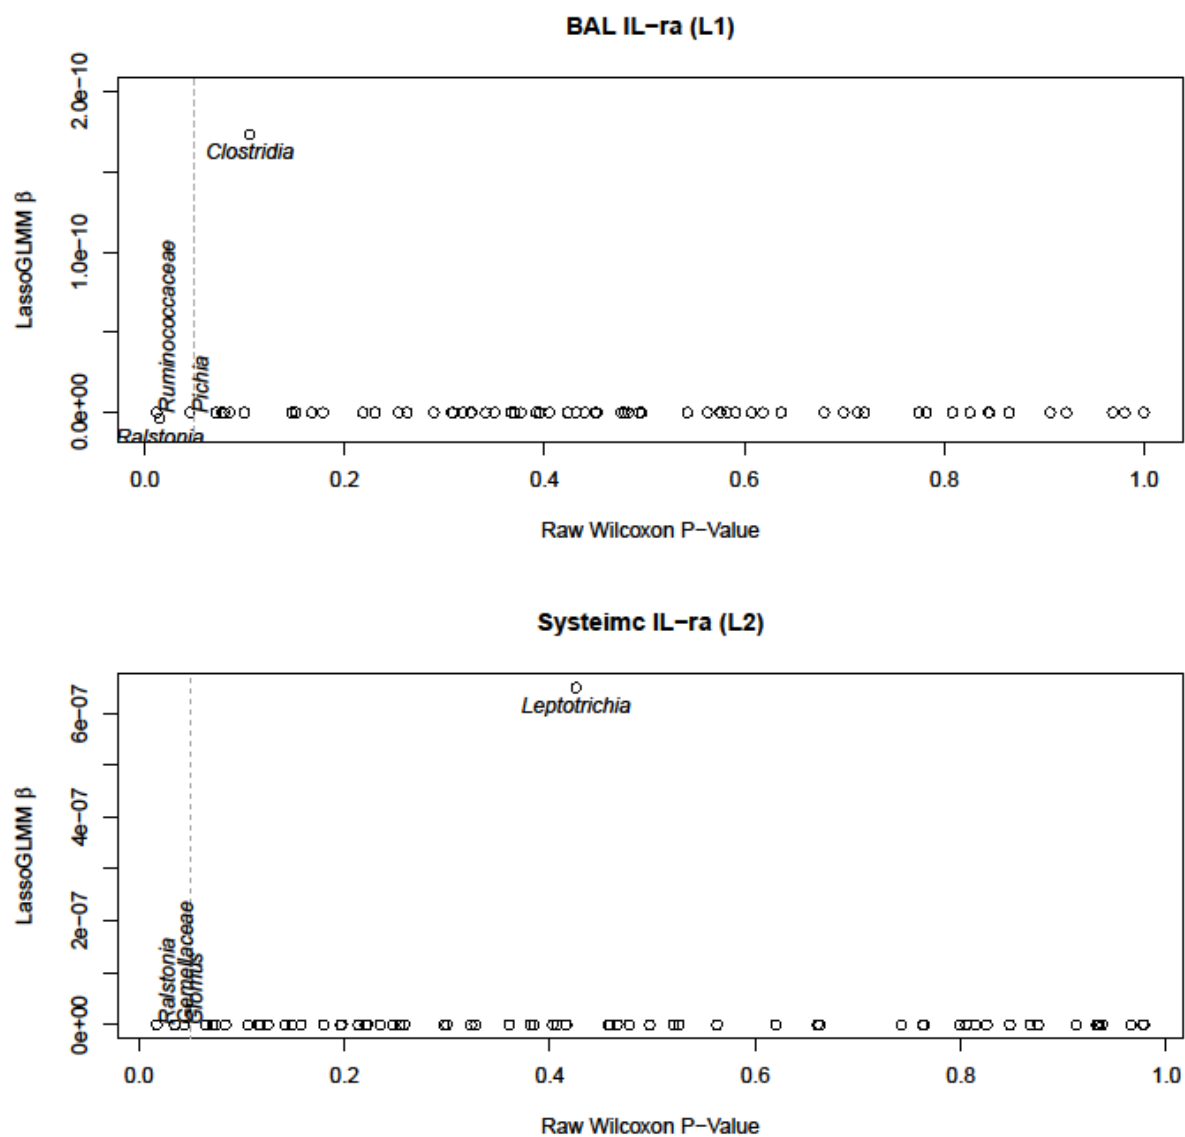 BAL IL−ra (L1)
LassoGLMM β
2.0e−10
1.0e−10
0.0e+00
Clostridia
Ruminococcaceae
Pichia
Ralstonia
0.0 0.2 0.4 0.6 0.8 1.0
Raw Wilcoxon P−Value
Systeimc IL−ra (L2)
LassoGLMM β
6e−07
4e−07
2e−07
0e+00
Leptotrichia
Ralstonia
Gemellaceae
Glomus
0.0 0.2 0.4 0.6 0.8 1.0
Raw Wilcoxon P−Value